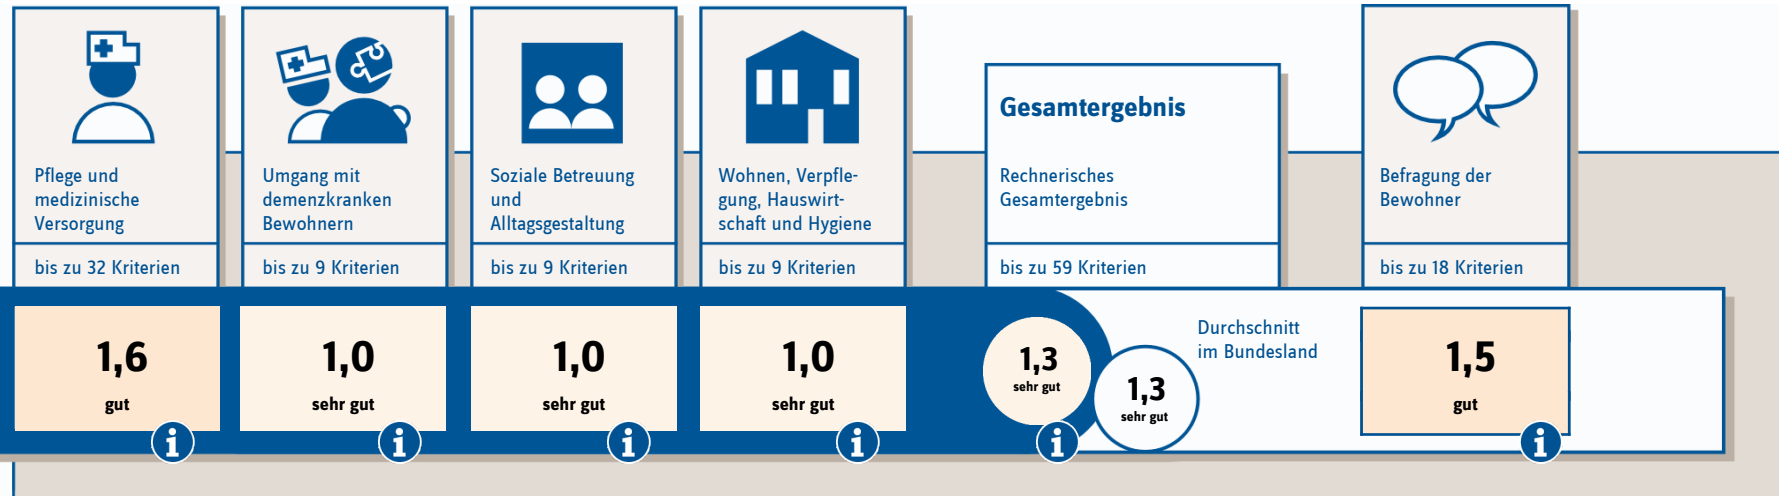 Pflege und
medizinische
Versorgung
bis zu 32 Kriterien
1,6
gut
i
Umgang mit
demenzkranken
Bewohnern
bis zu 9 Kriterien
1,0
sehr gut
i
Soziale Betreuung
und
Alltagsgestaltung
bis zu 9 Kriterien
1,0
sehr gut
i
Wohnen, Verpfle-
gung, Hauswirt-
schaft und Hygiene
bis zu 9 Kriterien
1,0
sehr gut
i
Gesamtergebnis
Rechnerisches
Gesamtergebnis
bis zu 59 Kriterien
1,3
sehr gut
i
1,3
sehr gut
Durchschnitt
im Bundesland
Befragung der
Bewohner
bis zu 18 Kriterien
1,5
gut
i